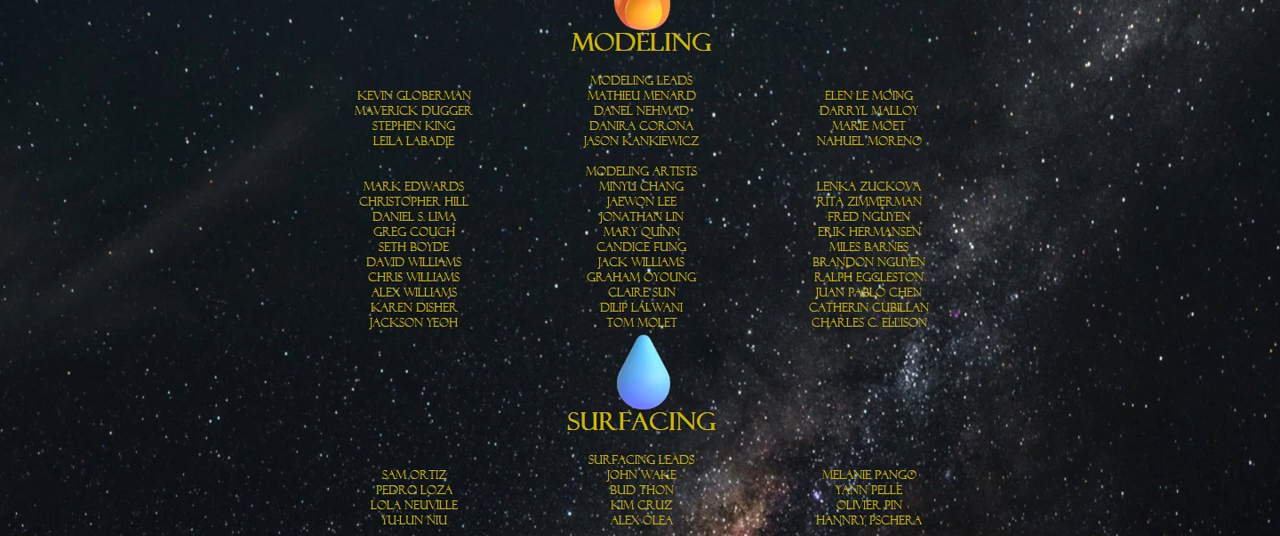 MODELING
MODELING LEADS
KEVIN GLOBERMAN MATHIEU MENARD ELEN LE MOING
MAVERICK DUGGER DANEL NEHMAD DARRYL MALLOY
STEPHEN KING DANIRA CORONA MARIE MOET
LEILA LABADJE JASON KANKIEWICZ NAHUEL MORENO
MODELING ARTISTS
MARK EDWARDS MINYU CHANG LENKA ZUCKOVA
CHRISTOPHER HILL JAEWON LEE RITA ZIMMERMAN
DANIEL S. LIMA JONATHAN LIN FRED NGUYEN
GREG COUCH MARY QUINN ERIK HERMANSEN
SETH BOYDE CANDICE FUNG MILES BARNES
DAVID WILLIAMS JACK WILLIAMS BRANDON NGUYEN
CHRIS WILLIAMS GRAHAM OYOUNG RALPH EGGLESTON
ALEX WILLIAMS CLAIRE SUN JUAN PABLO CHEN
KAREN DISHER DILIP LALWANI CATHERIN CUBILLAN
JACKSON YEOH TOM MOLET CHARLES C. ELLISON
SURFACING
SURFACING LEADS
SAM ORTIZ JOHN WAKE MELANIE PANGO
PEDRO LOZA BUD THON YANN PELLE
LOLA NEUVILLE KIM CRUZ OLIVIER PIN
YU-LUN NIU ALEX OLEA HANNRY PSCHERA